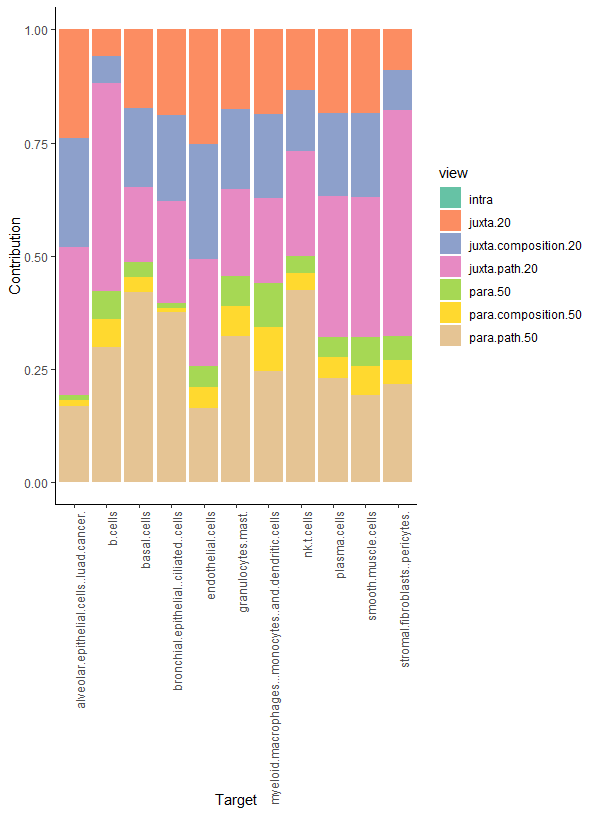 1.00
0.75
0.50
0.25
0.00
Contribution
alveolar.epithelial.cells..luad.cancer.
b.cells
basal.cells
bronchial.epithelial..ciliated..cells
endothelial.cells
granulocytes.mast.
myeloid.macrophages...monocytes..and.dendritic.cells
nk.t.cells
plasma.cells
smooth.muscle.cells
stromal.fibroblasts..pericytes.
Target
view
intra
juxta.20
juxta.composition.20
juxta.path.20
para.50
para.composition.50
para.path.50